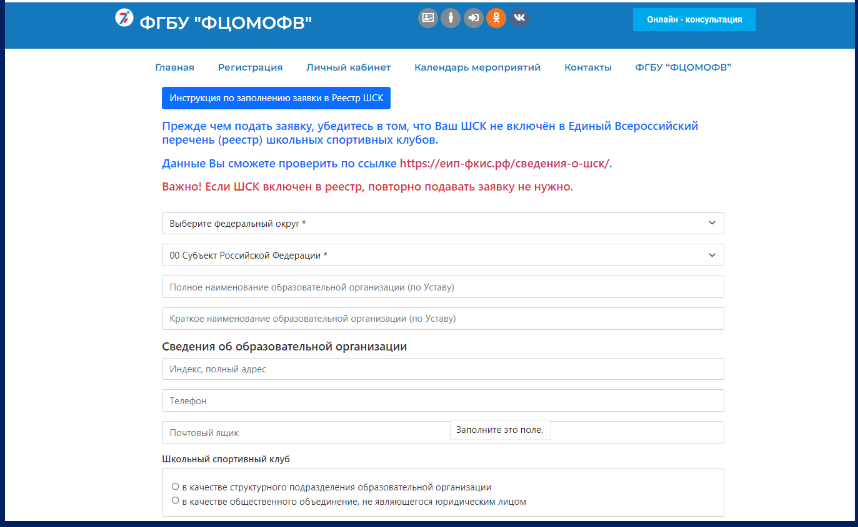 ФГБУ "ФЦОМОФВ"
Онлайн - консультация
Главная Регистрация Личный кабинет Календарь мероприятий Контакты ФГБУ "ФЦОМОФВ"
Инструкция по заполнению заявки в Реестр ШСК
Прежде чем подать заявку, убедитесь в том, что Ваш ШСК не включён в Единый Всероссийский
перечень (реестр) школьных спортивных клубов.
Данные Вы сможете проверить по ссылке https://еип-фкис.рф/сведения-о-шск/.
Важно! Если ШСК включен в реестр, повторно подавать заявку не нужно.
Выберите федеральный округ *
00 Субъект Российской Федерации *
Полное наименование образовательной организации (по Уставу)
Краткое наименование образовательной организации (по Уставу)
Сведения об образовательной организации
Индекс, полный адрес
Телефон
Почтовый ящик
Заполните это поле.
Школьный спортивный клуб
в качестве структурного подразделения образовательной организации
в качестве общественного объединение, не являющегося юридическим лицом